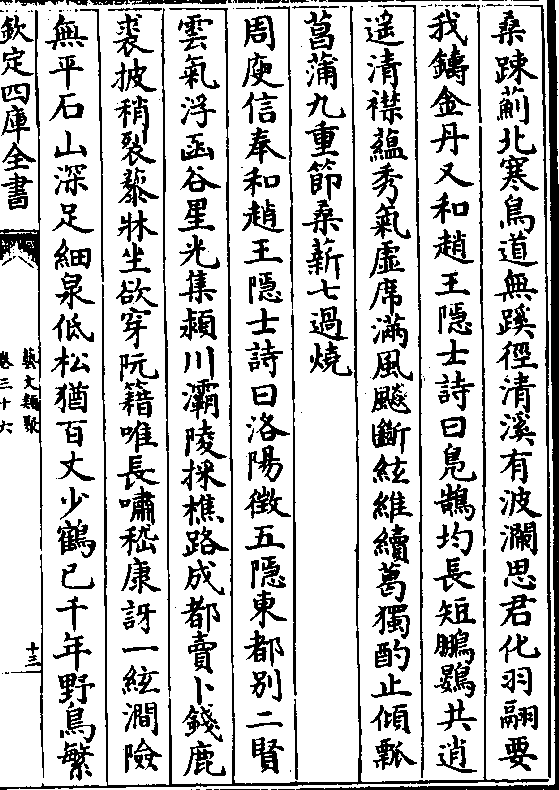 桑踈薊北寒鳥道無蹊徑清溪有波瀾思君化羽翮要
我鑄金丹又和趙王隱士詩曰鳬鵲均長短鵬鷃共逍
遥清襟蘊秀氣虛席滿風飈斷絃維續葛獨酌止傾瓢
菖蒲九重節桑薪七過燒
周庾信奉和趙王隱士詩曰洛陽徵五隱東都别二賢
雲氣浮函谷星光集潁川灞陵採樵路成都賣卜錢鹿
裘披稍裂藜牀坐欲穿阮籍唯長嘯嵇康訝一絃澗險
無平石山深足細泉低松猶百丈少鶴已千年野鳥繁
欽定四庫全書
藝文類聚
卷三十六
十三